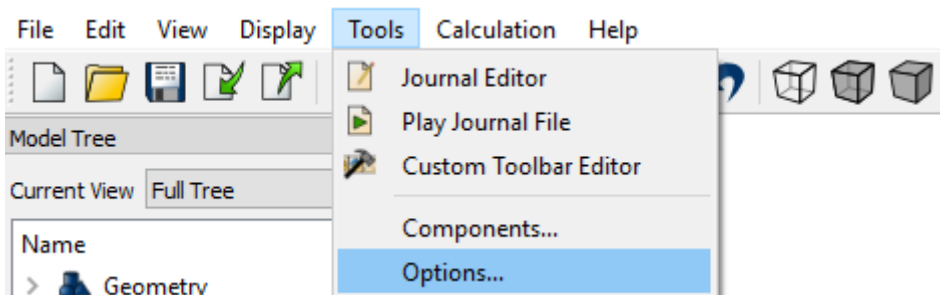 File Edit View Display Tools Calculation Help
Journal Editor
Play Journal File
Custom Toolbar Editor
Components...
Options...
Model Tree
Current View Full Tree
Name
Geometry